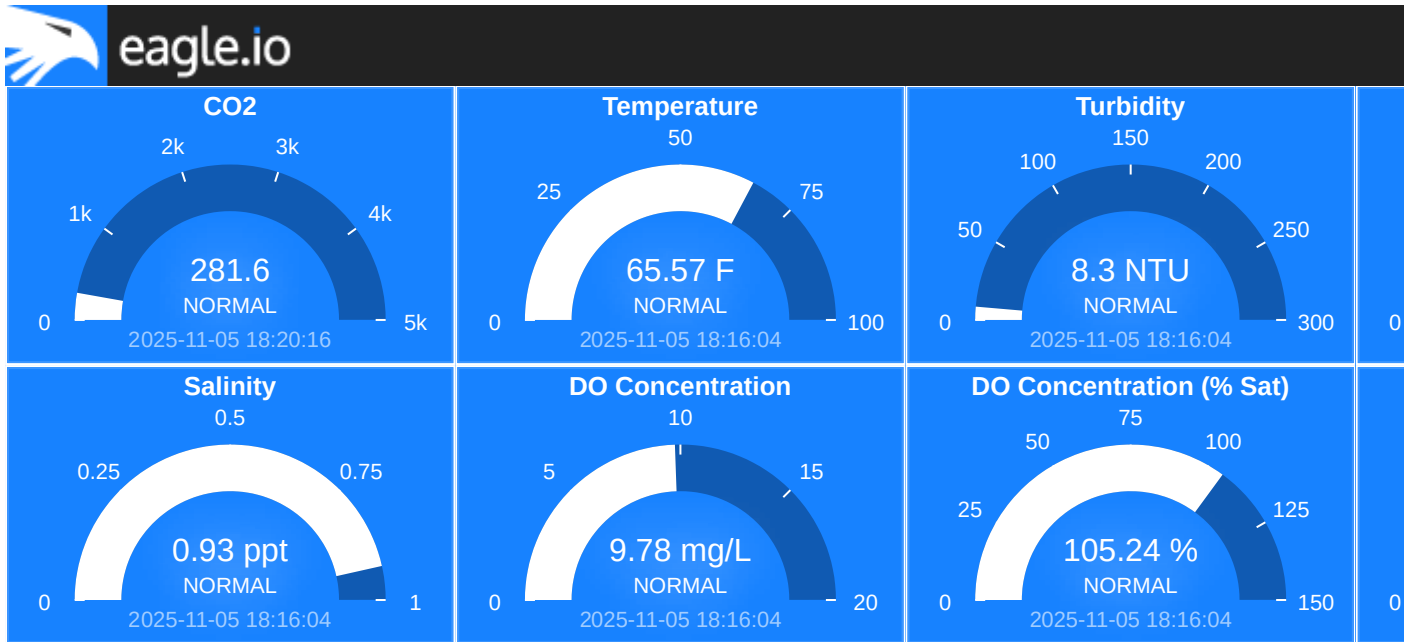 eagle.io
CO2
2k
3k
1k
4k
281.6
NORMAL
0
5k
2025-11-05 18:20:16
Temperature
50
25
75
65.57 F
NORMAL
0
100
2025-11-05 18:16:04
Turbidity
150
100
200
50
250
8.3 NTU
NORMAL
0
300
2025-11-05 18:16:04
0
Salinity
0.5
0.25
0.75
0.93 ppt
NORMAL
0
1
2025-11-05 18:16:04
DO Concentration
10
5
15
9.78 mg/L
NORMAL
0
20
2025-11-05 18:16:04
DO Concentration (% Sat)
75
50
100
25
125
105.24 %
NORMAL
0
150
2025-11-05 18:16:04
0